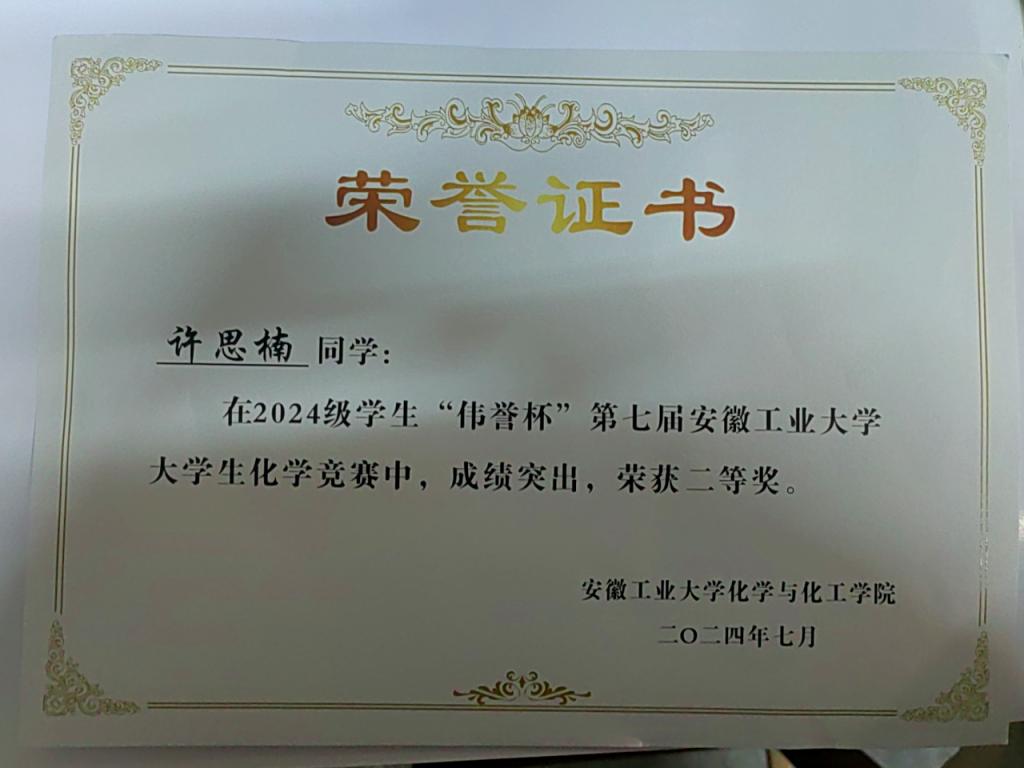 荣誉证书
许思楠 同学：
在2024级学生“伟誉杯”第七届安徽工业大学
大学生化学竞赛中，成绩突出，荣获二等奖。
安徽工业大学化学与化工学院
二〇二四年七月